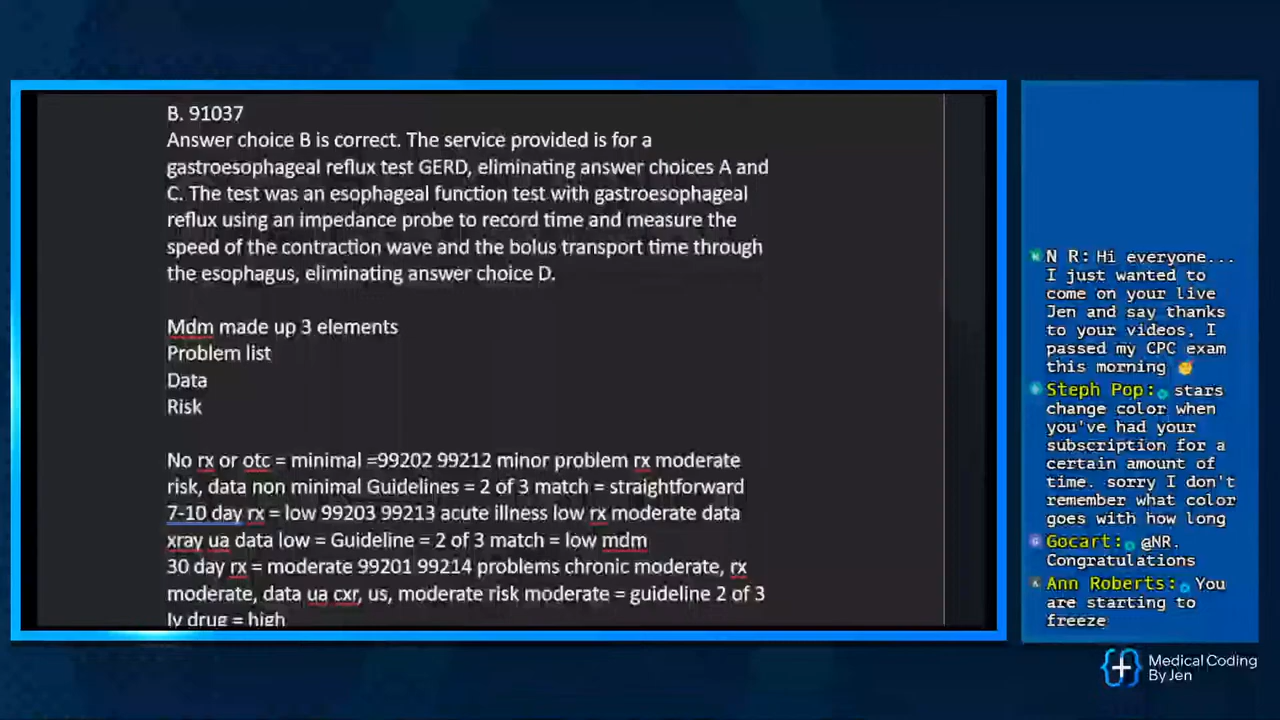 B. 91037
Answer choice B is correct. The service provided is for a
gastroesophageal reflux test GERD, eliminating answer choices A and
C. The test was an esophageal function test with gastroesophageal
reflux using an impedance probe to record time and measure the
speed of the contraction wave and the bolus transport time through
the esophagus, eliminating answer choice D.
Mdm made up 3 elements
Problem list
Data
Risk
No rx or otc = minimal =99202 99212 minor problem rx moderate
risk, data non minimal Guidelines = 2 of 3 match = straightforward
7-10 day rx = low 99203 99213 acute illness low rx moderate data
xray ua data low = Guideline = 2 of 3 match = low mdm
30 day rx = moderate 99201 99214 problems chronic moderate, rx
moderate, data ua cxr, us, moderate risk moderate = guideline 2 of 3
Iv drug = high
N R: Hi everyone...
I just wanted to
come on your live
Jen and say thanks
to your videos, I
passed my CPC exam
this morning 🥳
Steph Pop: stars
change color when
you've had your
subscription for a
certain amount of
time. sorry I don't
remember what color
goes with how long
Gocart: @NR.
Congratulations
Ann Roberts: You
are starting to
freeze
Medical Coding
By Jen